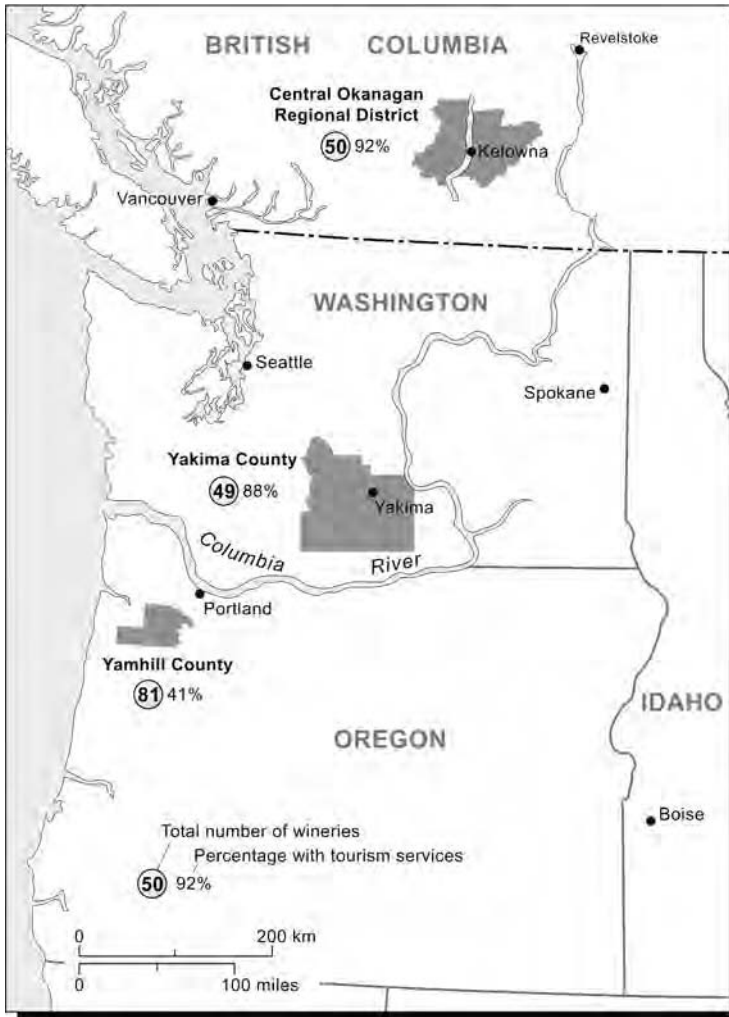 BRITISH COLUMBIA
Revelstoke
Central Okanagan
Regional District
50 92%
Kelowna
Vancouver
WASHINGTON
Seattle
Spokane
Yakima County
49 88%
Yakima
Columbia River
Portland
Yamhill County
81 41%
IDAHO
OREGON
Boise
Total number of wineries
Percentage with tourism services
50 92%
0 200 km
0 100 miles